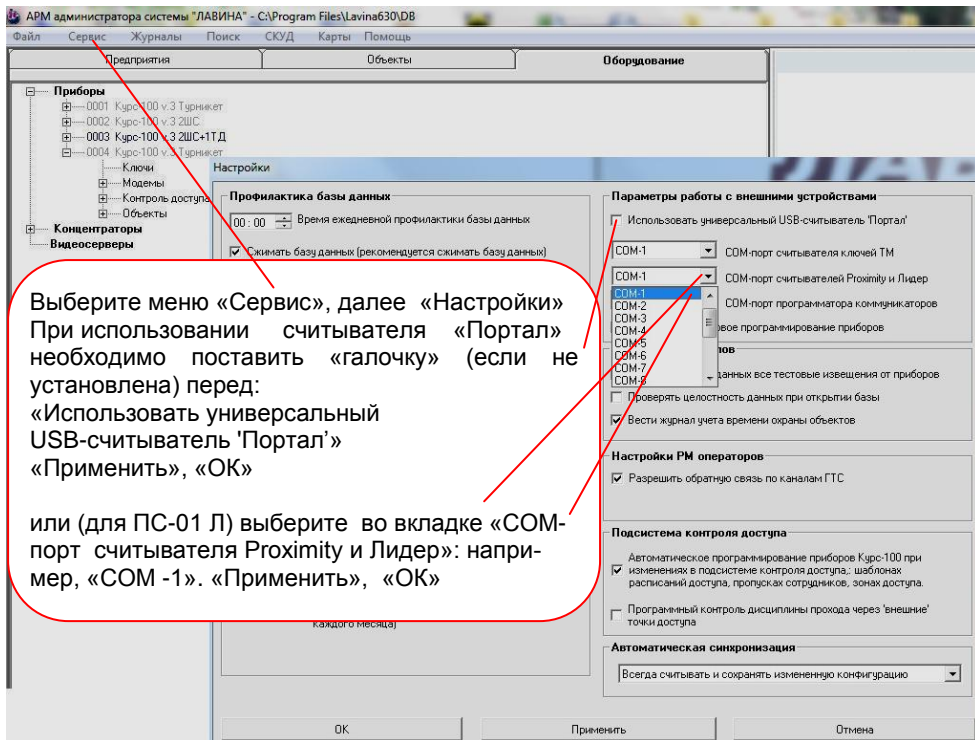 АРМ администратора системы "ЛАВИНА" - C:\Program Files\Lavina630\DB
Файл Сервис Журналы Поиск СКУД Карты Помощь
Предприятия Объекты Оборудование
Приборы
0001 Курс-100 v.3 Турникет
0002 Курс-100 v.3 2ШС
0003 Курс-100 v.3 2ШС+1ТД
0004 Курс-100 v.3 Турникет
Ключи
Модемы
Контроль доступа
Объекты
Концентраторы
Видеосерверы
Настройки
Профилактика базы данных
00 : 00 Время ежедневной профилактики базы данных
Сжимать базу данных (рекомендуется сжимать базу данных)
Выберите меню «Сервис», далее «Настройки»
При использовании считывателя «Портал»
необходимо поставить «галочку» (если не
установлена) перед:
«Использовать универсальный
USB-считыватель 'Портал’»
«Применить», «ОК»
или (для ПС-01 Л) выберите во вкладке «COM-
порт считывателя Proximity и Лидер»: напри-
мер, «COM -1». «Применить», «ОК»
каждого месяца)
Параметры работы с внешними устройствами
Использовать универсальный USB-считыватель 'Портал'
COM-1 COM-порт считывателя ключей ТМ
COM-1 COM-порт считывателей Proximity и Лидер
COM-1
COM-2
COM-3 COM-порт программатора коммуникаторов
COM-4 вое программирование приборов
COM-5
COM-6 лов
COM-7 данных все тестовые извещения от приборов
COM-8
Проверять целостность данных при открытии базы
Вести журнал учета времени охраны объектов
Настройки РМ операторов
Разрешить обратную связь по каналам ГТС
Подсистема контроля доступа
Автоматическое программирование приборов Курс-100 при
изменениях в подсистеме контроля доступа,: шаблонах
расписаний доступа, пропусках сотрудников, зонах доступа.
Программный контроль дисциплины прохода через 'внешние'
точки доступа
Автоматическая синхронизация
Всегда считывать и сохранять измененную конфигурацию
OK Применить Отмена